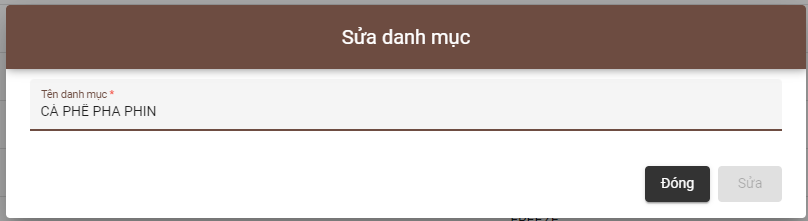 Sửa danh mục
Tên danh mục *
CÀ PHÊ PHA PHIN
Đóng
Sửa